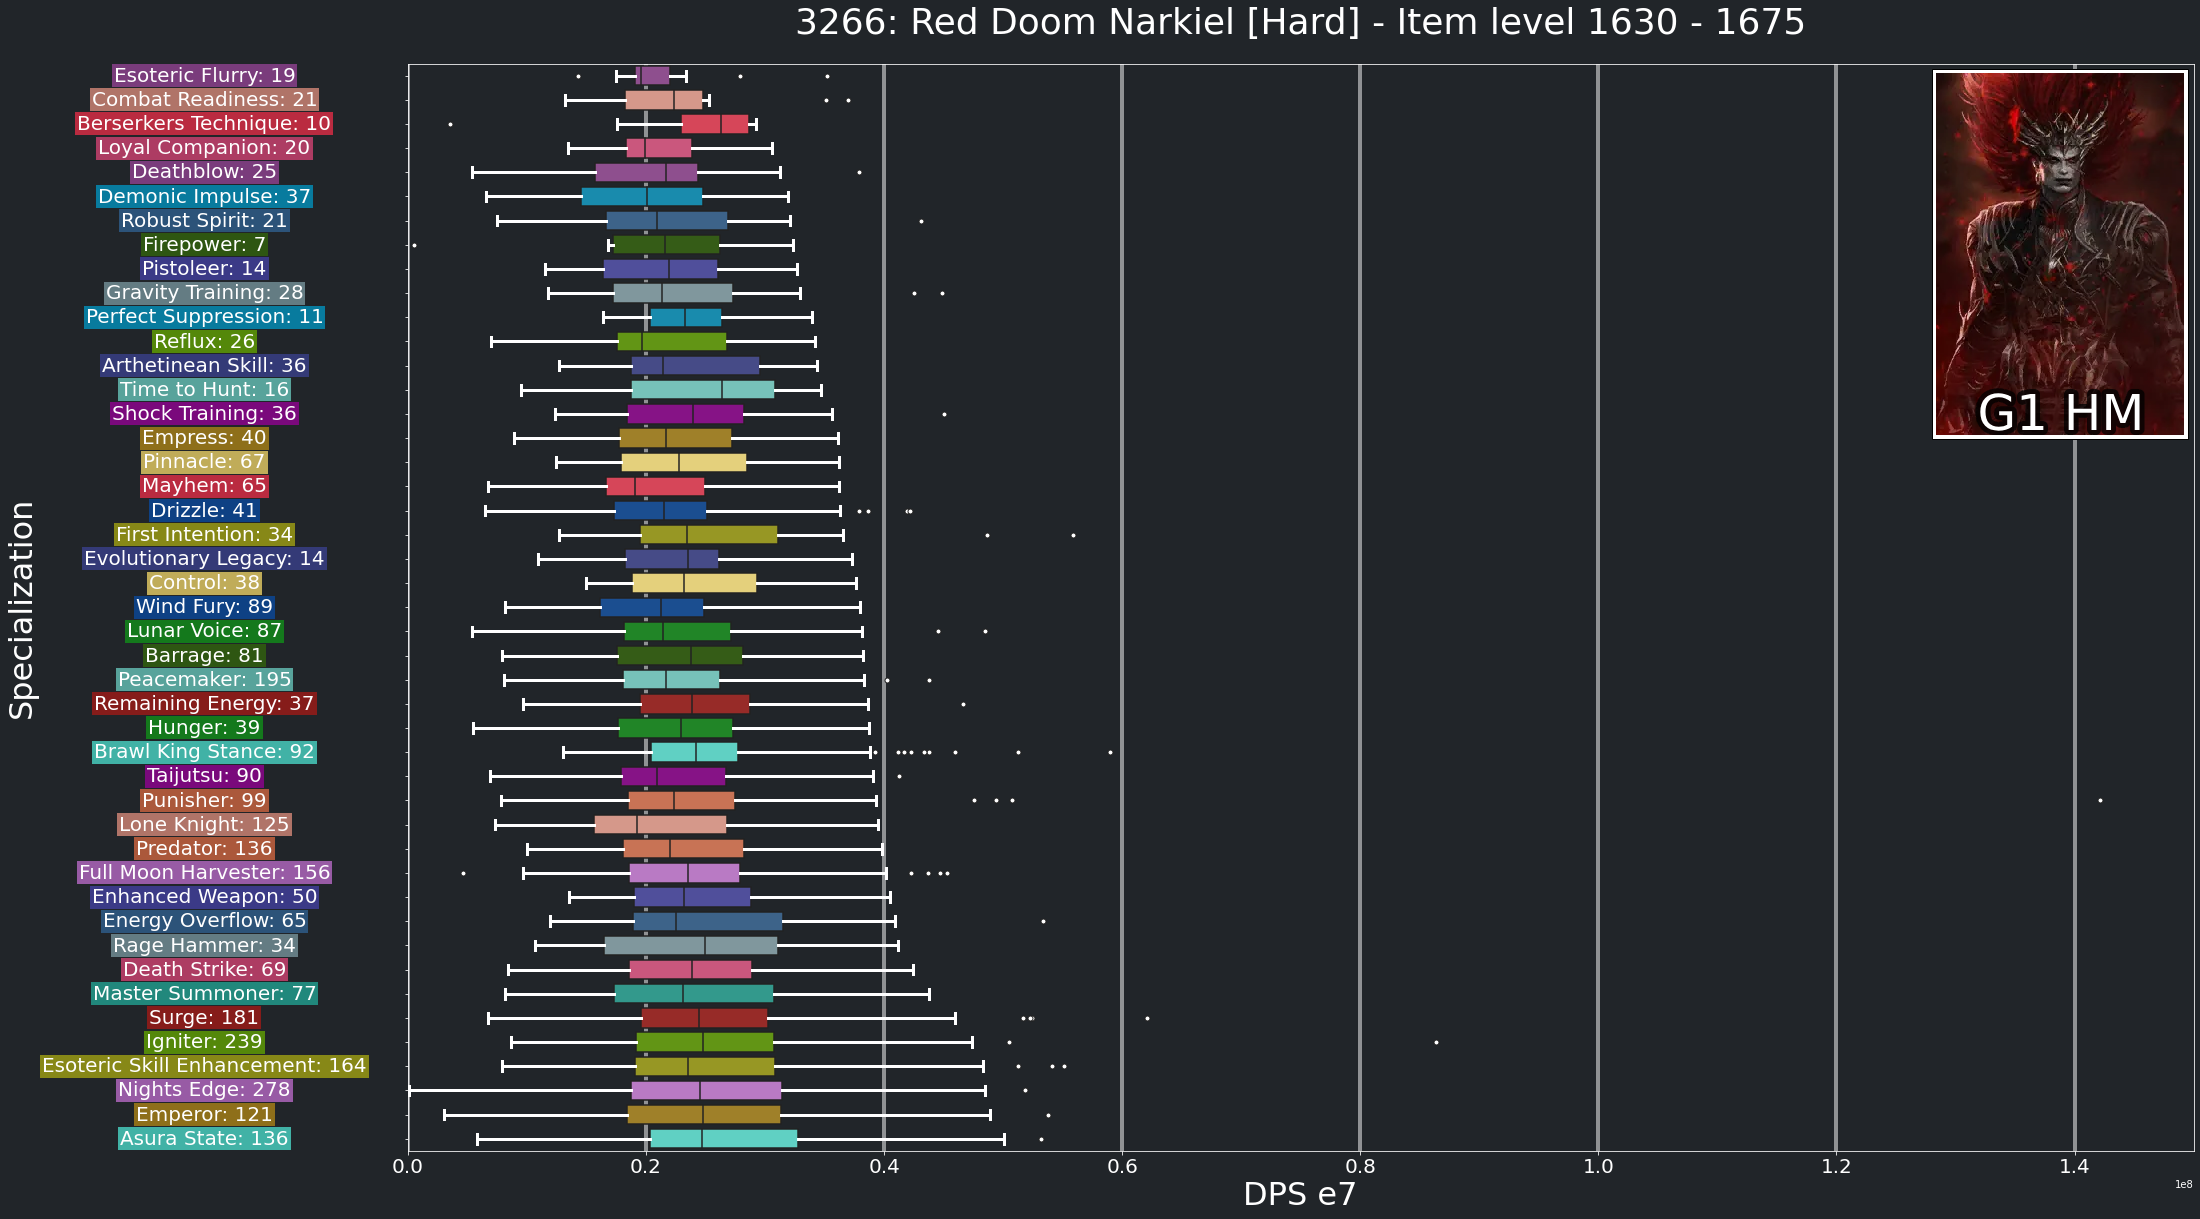 3266: Red Doom Narkiel [Hard] - Item level 1630 - 1675
Esoteric Flurry: 19
Combat Readiness: 21
Berserkers Technique: 10
Loyal Companion: 20
Deathblow: 25
Demonic Impulse: 37
Robust Spirit: 21
Firepower: 7
Pistoleer: 14
Gravity Training: 28
Perfect Suppression: 11
Reflux: 26
Arthetinean Skill: 36
Time to Hunt: 16
Shock Training: 36
Empress: 40
Pinnacle: 67
Mayhem: 65
Drizzle: 41
First Intention: 34
Evolutionary Legacy: 14
Control: 38
Wind Fury: 89
Lunar Voice: 87
Barrage: 81
Peacemaker: 195
Remaining Energy: 37
Hunger: 39
Brawl King Stance: 92
Taijutsu: 90
Punisher: 99
Lone Knight: 125
Predator: 136
Full Moon Harvester: 156
Enhanced Weapon: 50
Energy Overflow: 65
Rage Hammer: 34
Death Strike: 69
Master Summoner: 77
Surge: 181
Igniter: 239
Esoteric Skill Enhancement: 164
Nights Edge: 278
Emperor: 121
Asura State: 136
Specialization
G1 HM
0.0 0.2 0.4 0.6 0.8 1.0 1.2 1.4
1e8
DPS e7